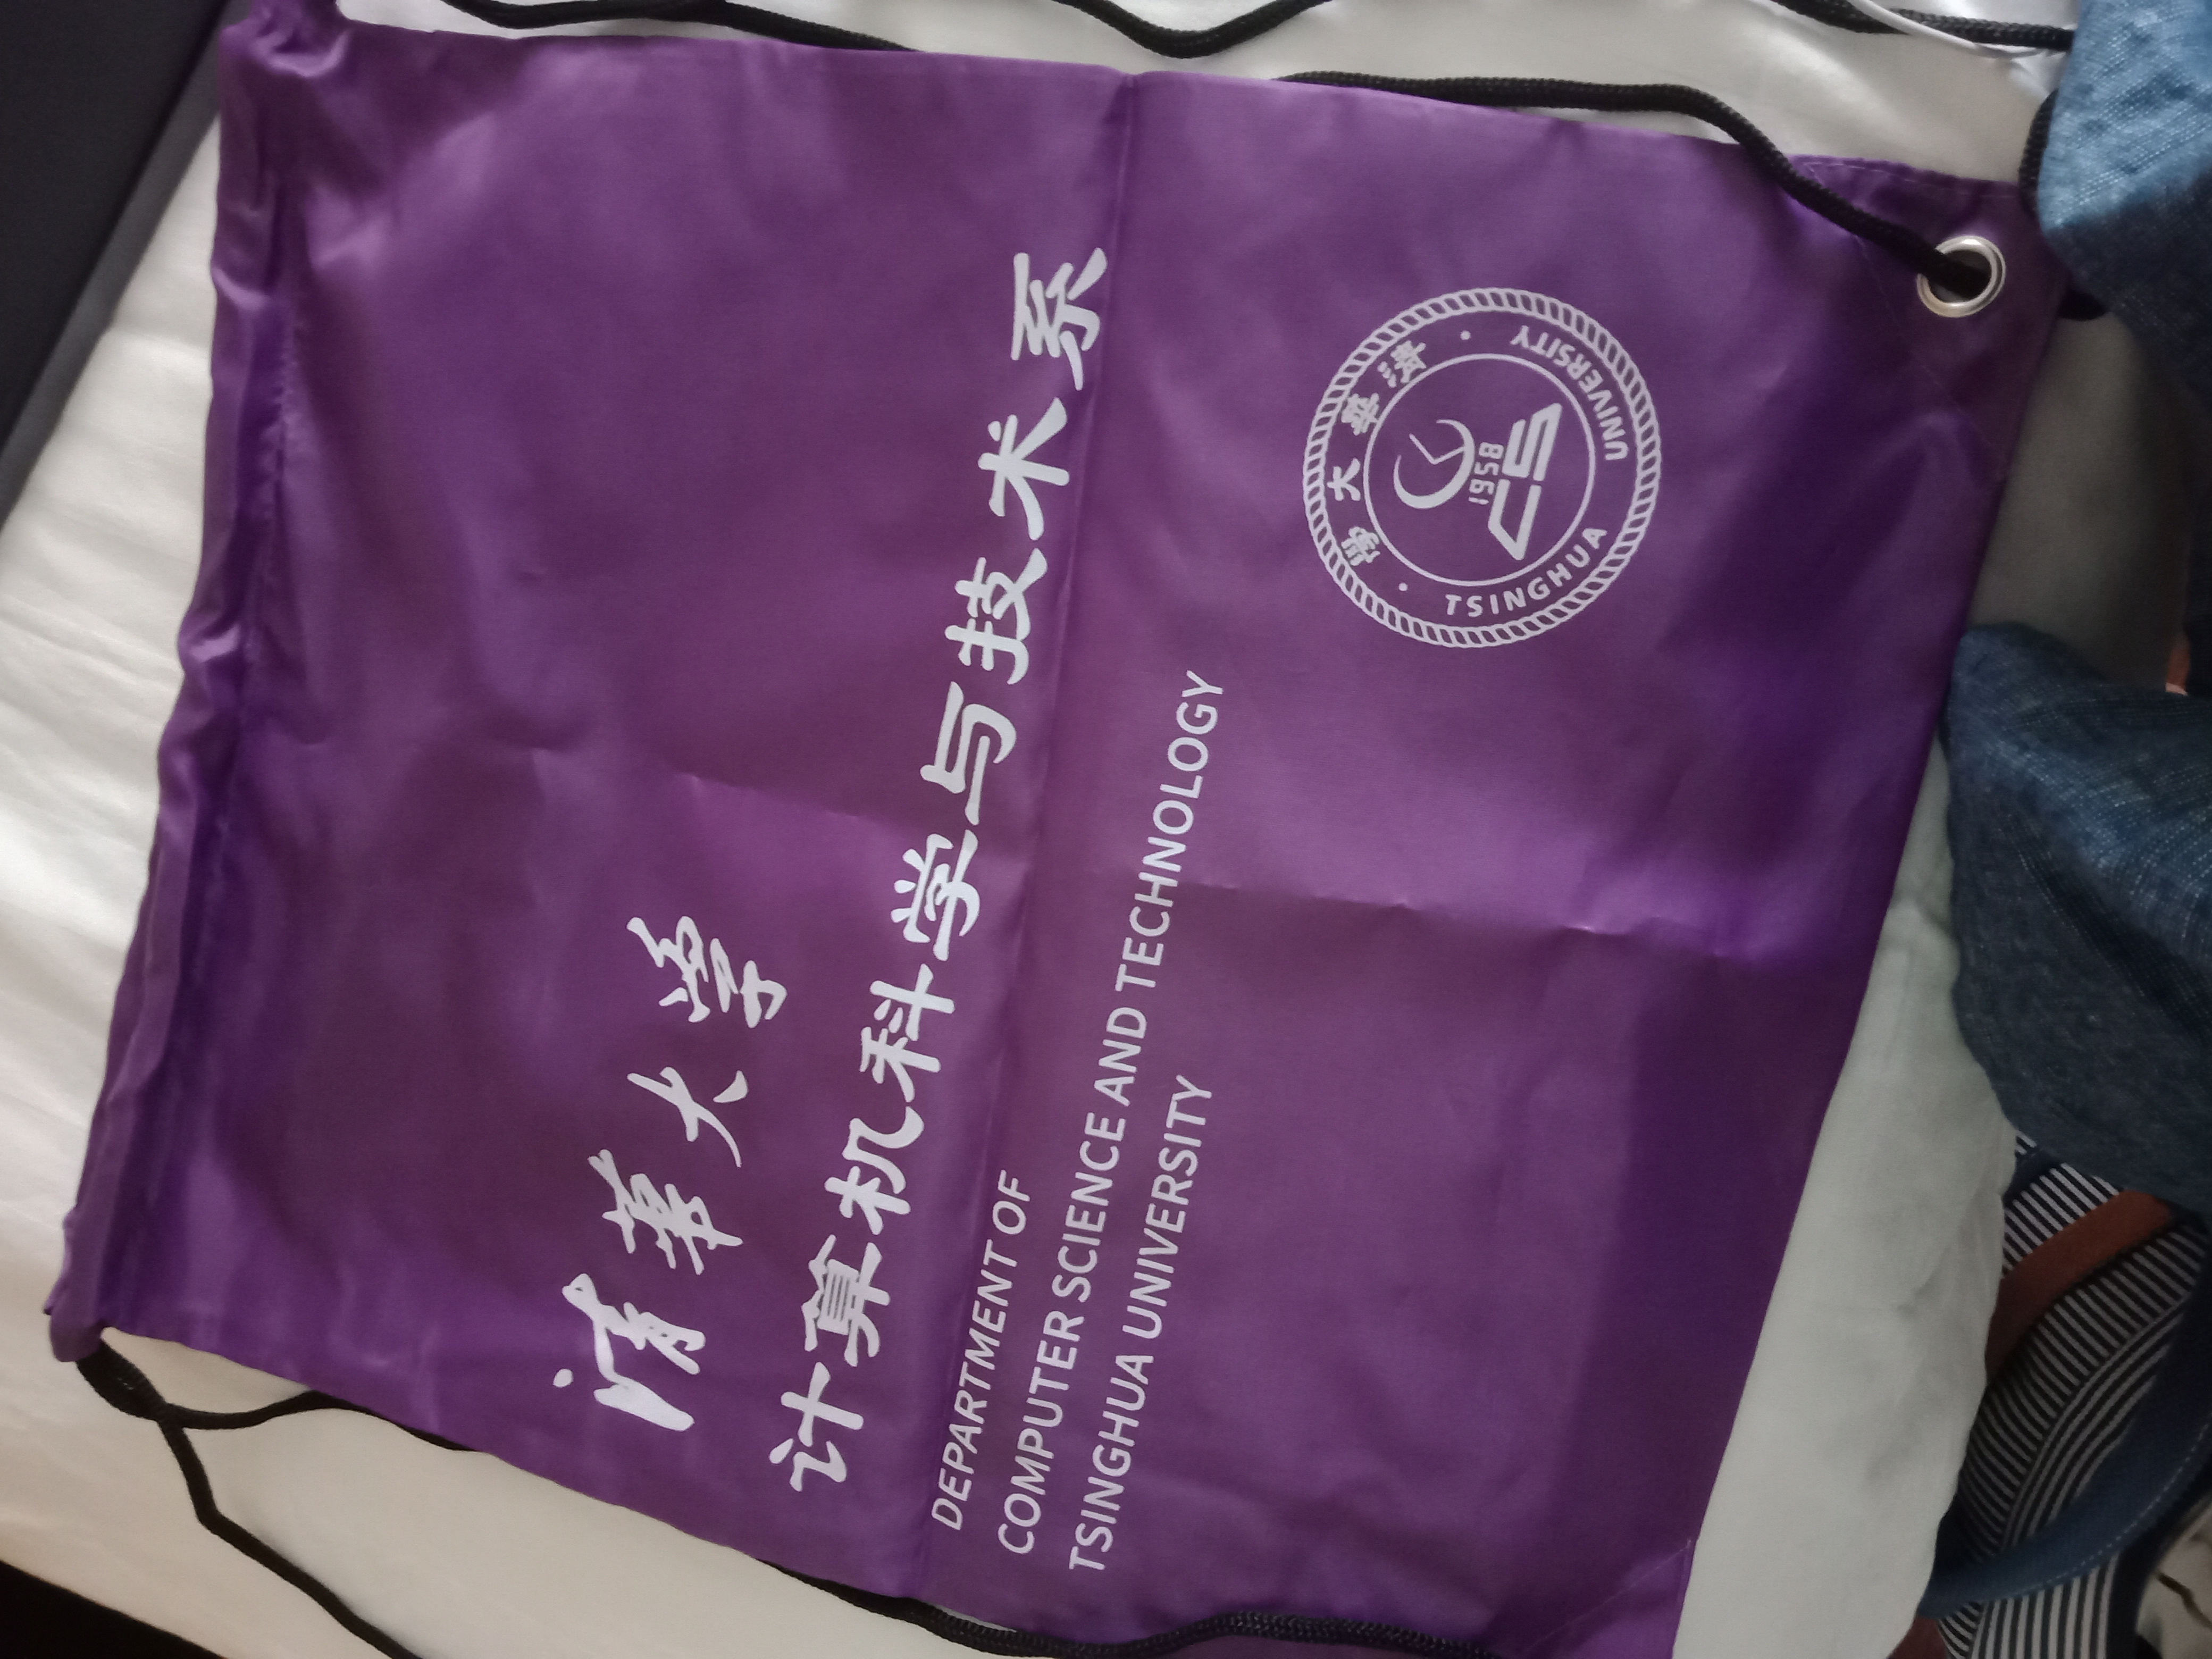 清華大学
计算机科学与技术系
DEPARTMENT OF
COMPUTER SCIENCE AND TECHNOLOGY
TSINGHUA UNIVERSITY
學大華清
1958
CS
TSINGHUA UNIVERSITY